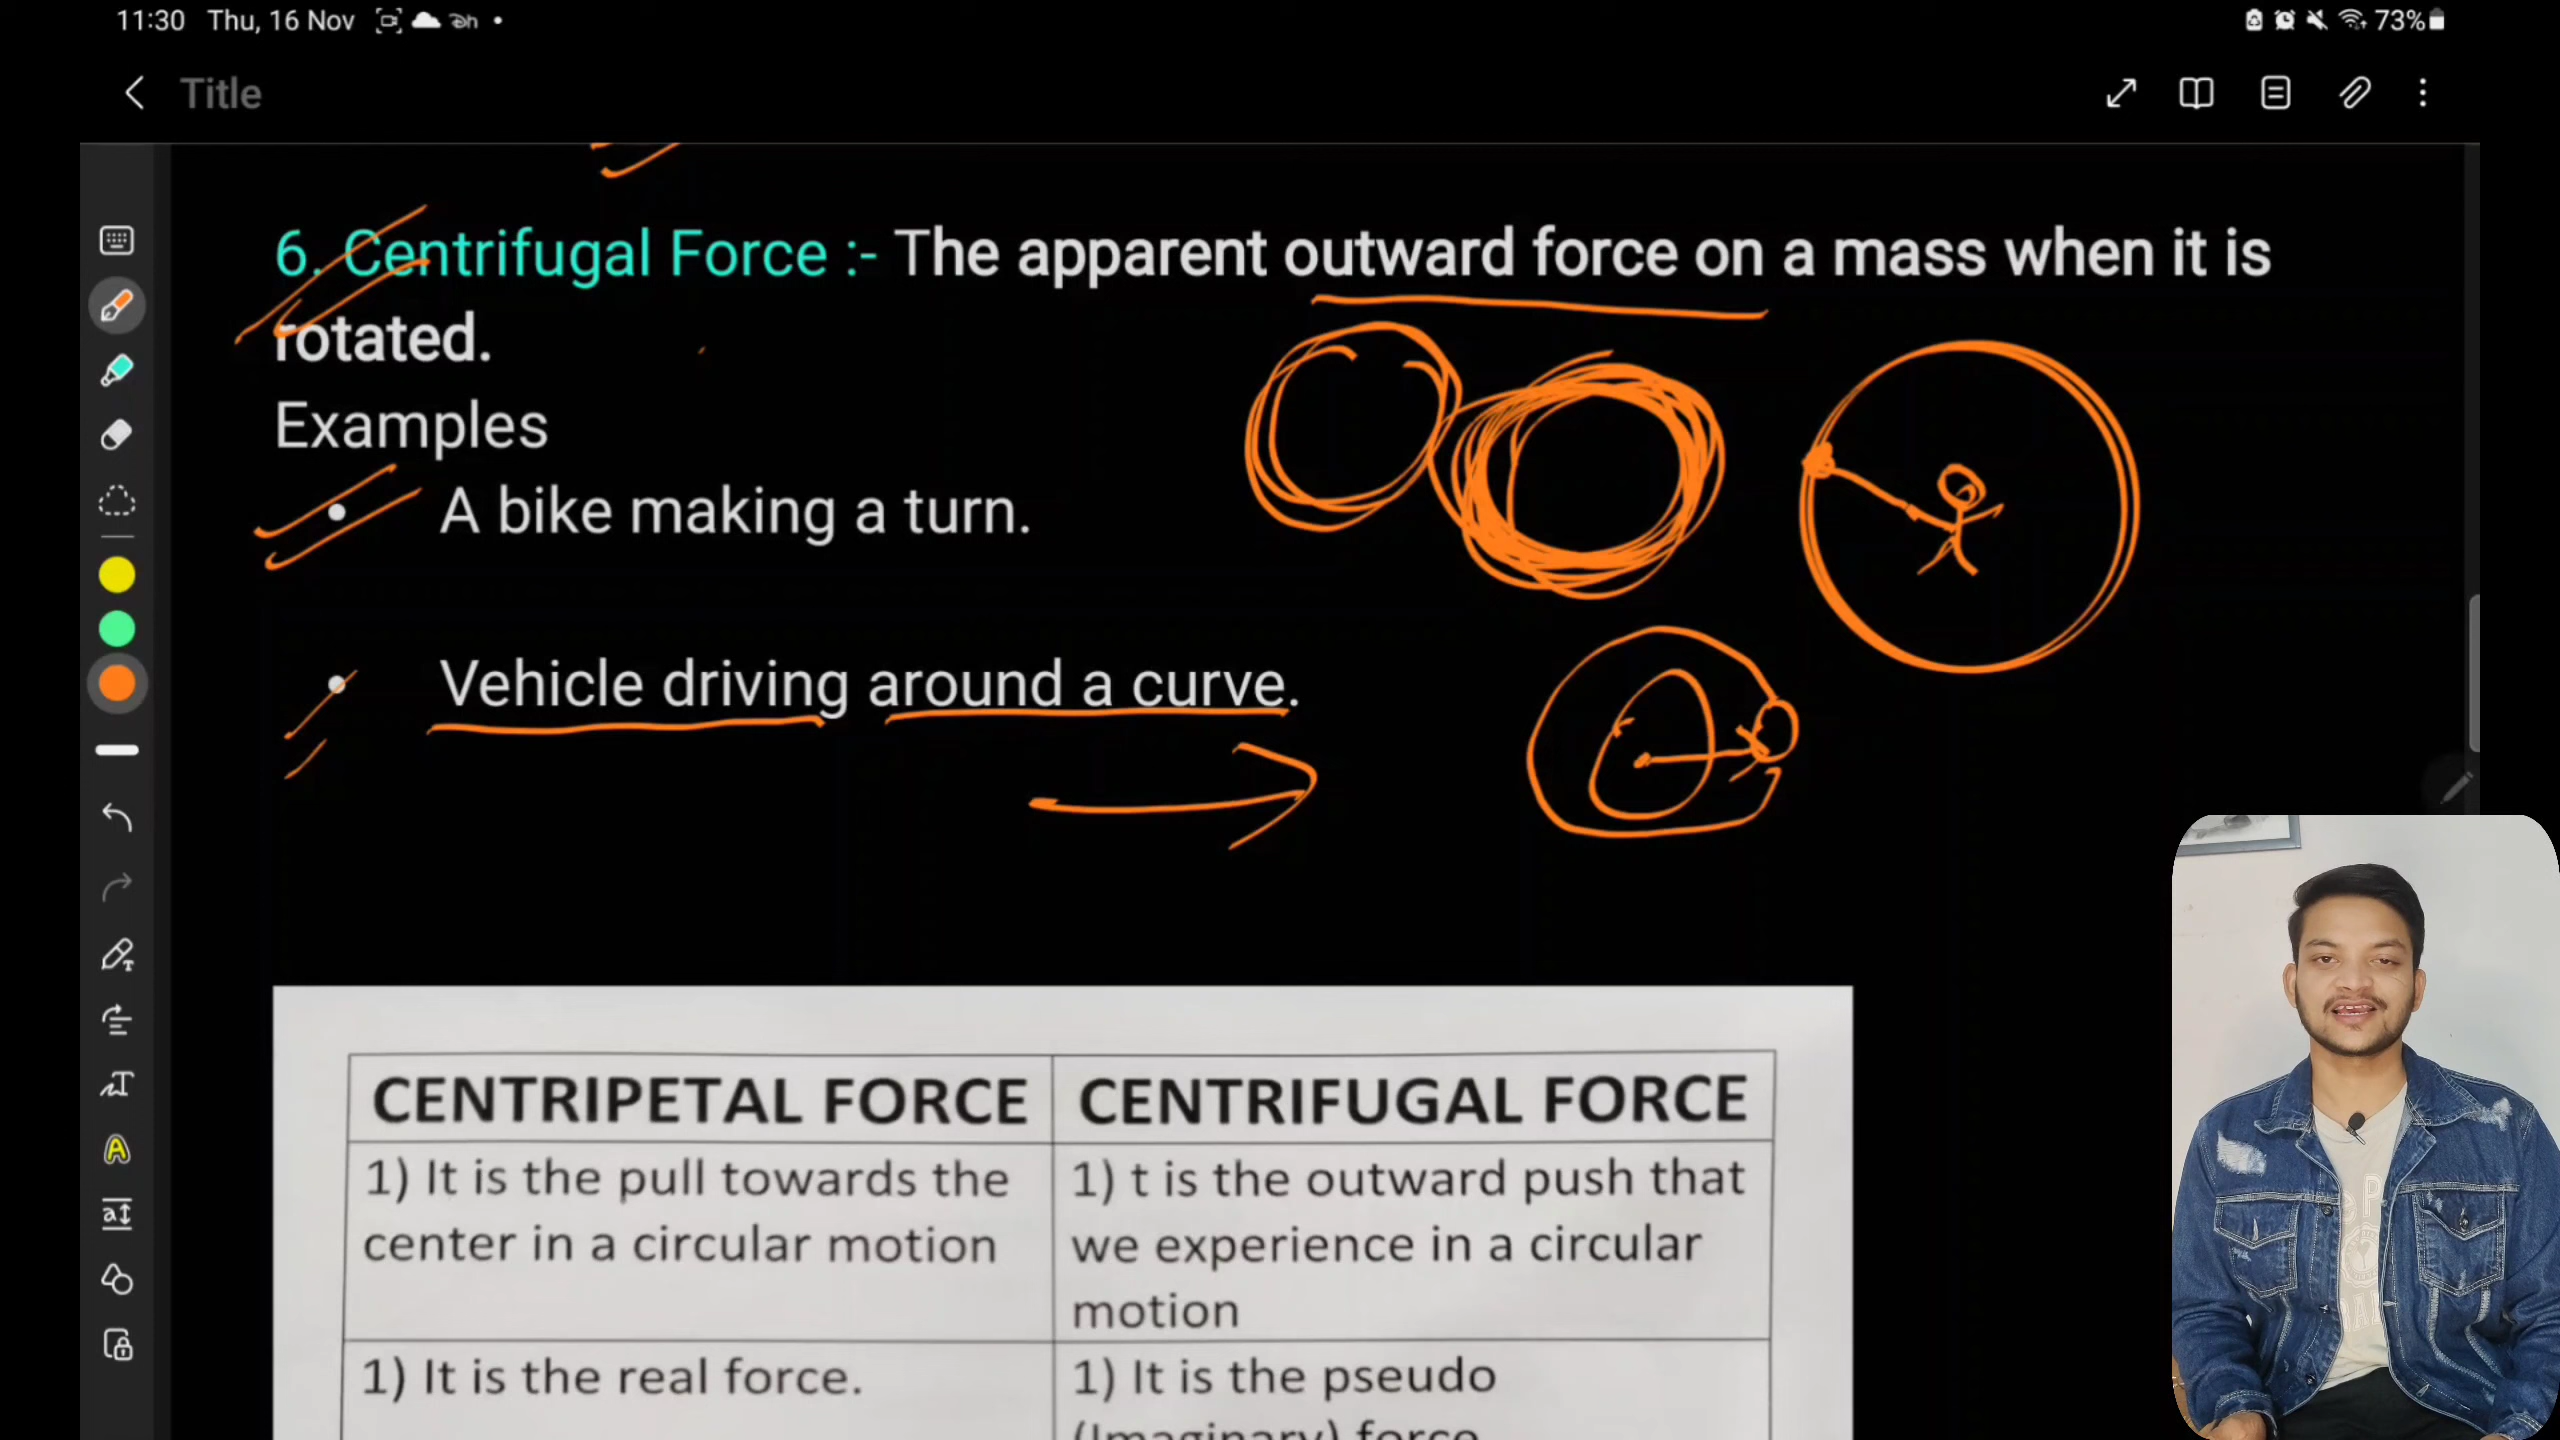 11:30 Thu, 16 Nov
73%
Title
6. Centrifugal Force :- The apparent outward force on a mass when it is
rotated.
Examples
A bike making a turn.
Vehicle driving around a curve.
CENTRIPETAL FORCE
CENTRIFUGAL FORCE
1) It is the pull towards the
center in a circular motion
1) t is the outward push that
we experience in a circular
motion
1) It is the real force.
1) It is the pseudo
(Imaginary) force